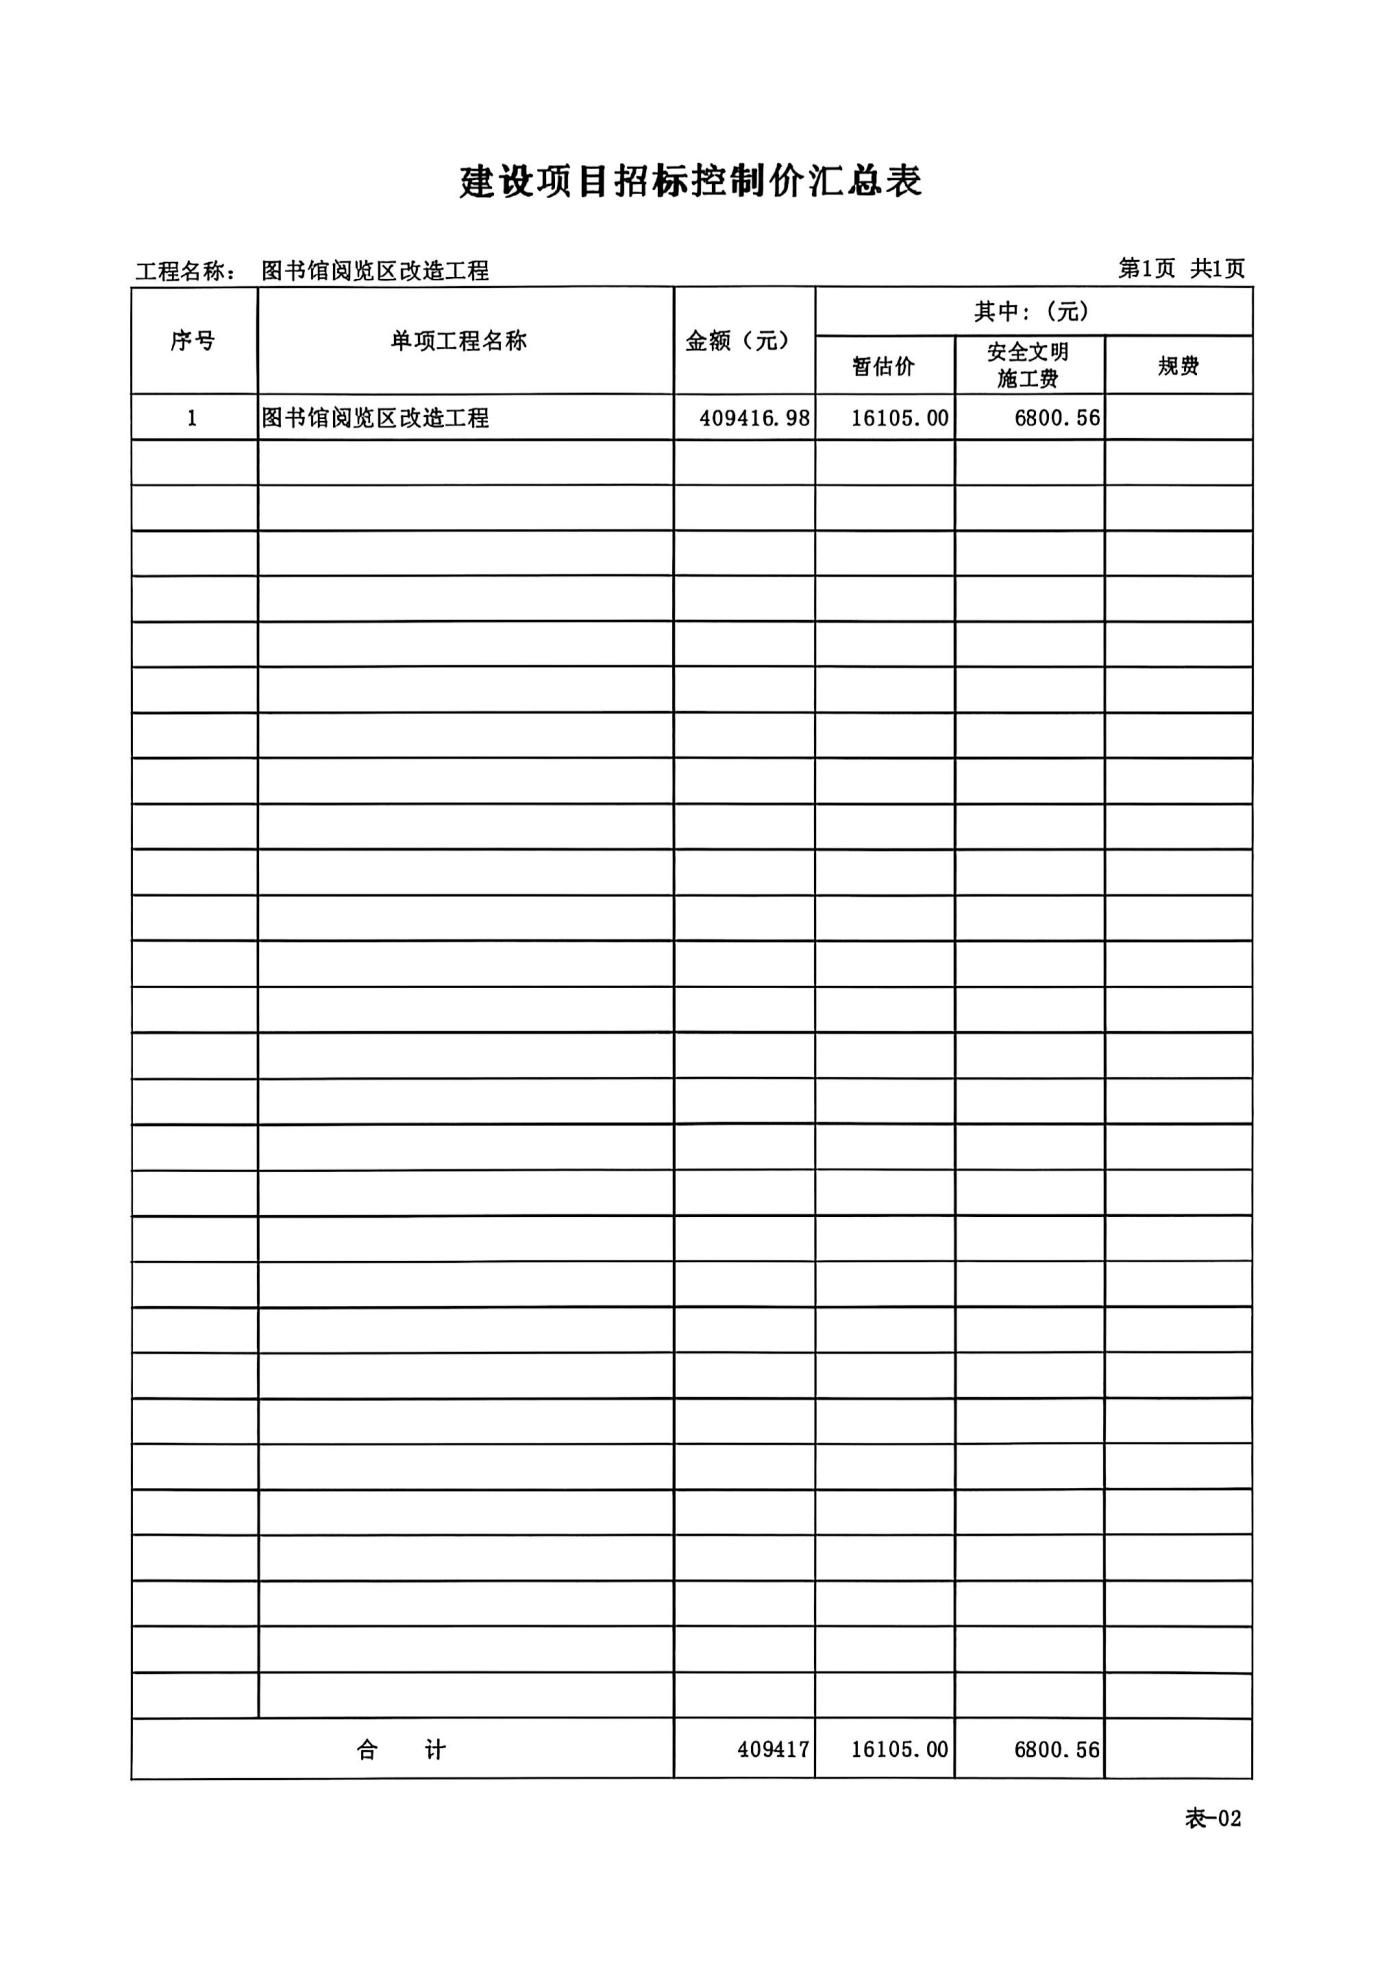 建设项目招标控制价汇总表
工程名称： 图书馆阅览区改造工程 第1页 共1页
序号 单项工程名称 金额（元） 其中：（元）
暂估价 安全文明
施工费 规费
1 图书馆阅览区改造工程 409416.98 16105.00 6800.56
合 计 409417 16105.00 6800.56
表-02